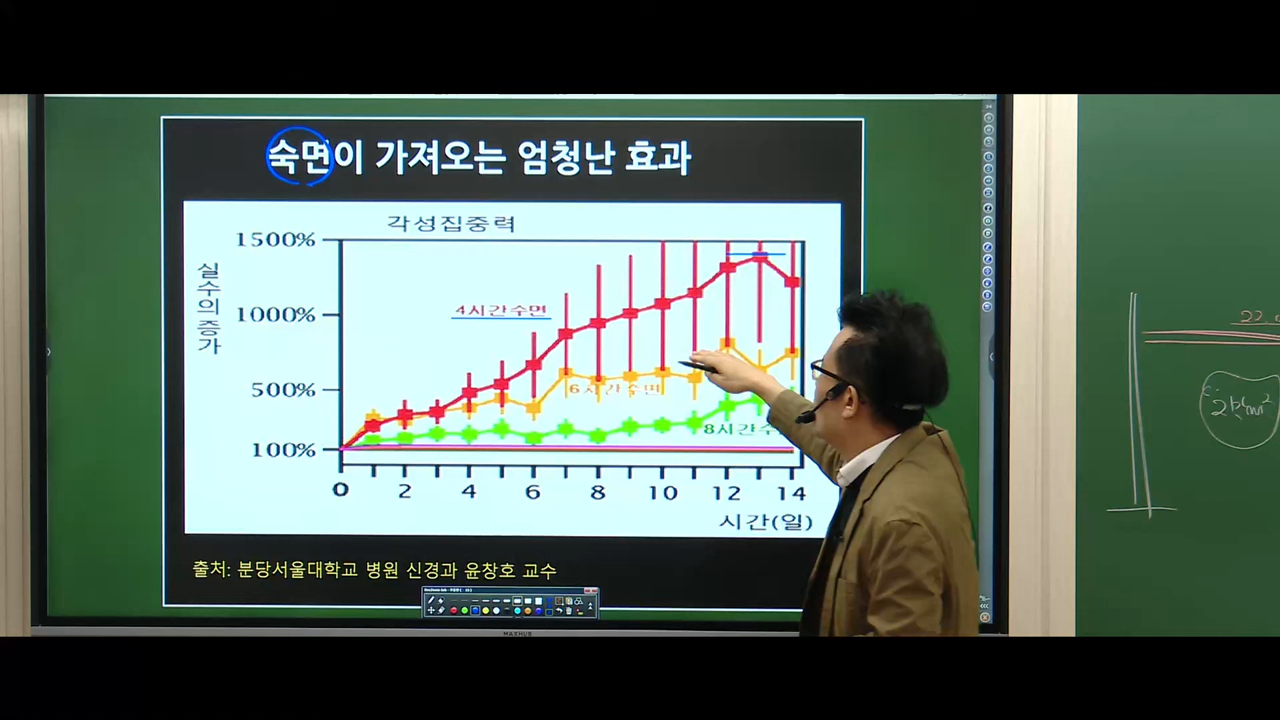 숙면이 가져오는 엄청난 효과
각성집중력
실수의 증가
1500%
1000%
500%
100%
4시간수면
6시간수면
8시간수
0 2 4 6 8 10 12 14
시간(일)
출처: 분당서울대학교 병원 신경과 윤창호 교수
MAXHUB
22